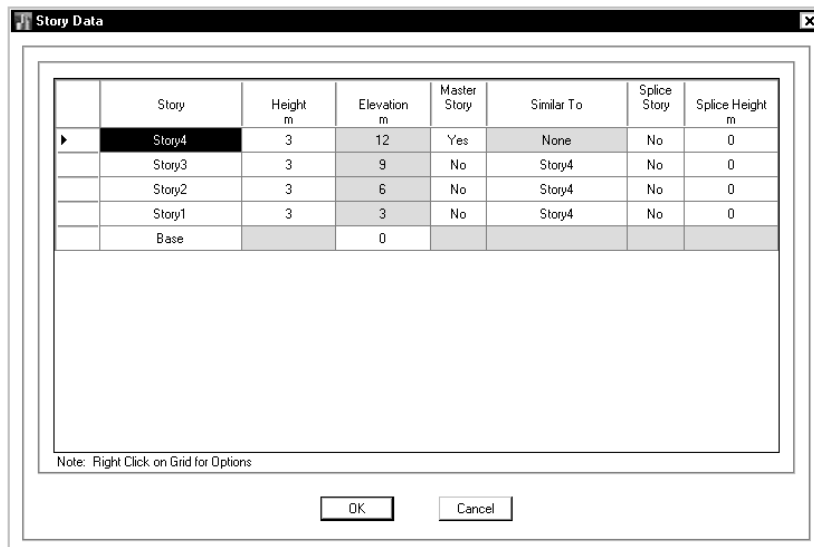 Story Data
Story Height m Elevation m Master Story Similar To Splice Story Splice Height m
Story4 3 12 Yes None No 0
Story3 3 9 No Story4 No 0
Story2 3 6 No Story4 No 0
Story1 3 3 No Story4 No 0
Base 0
Note: Right Click on Grid for Options
OK Cancel